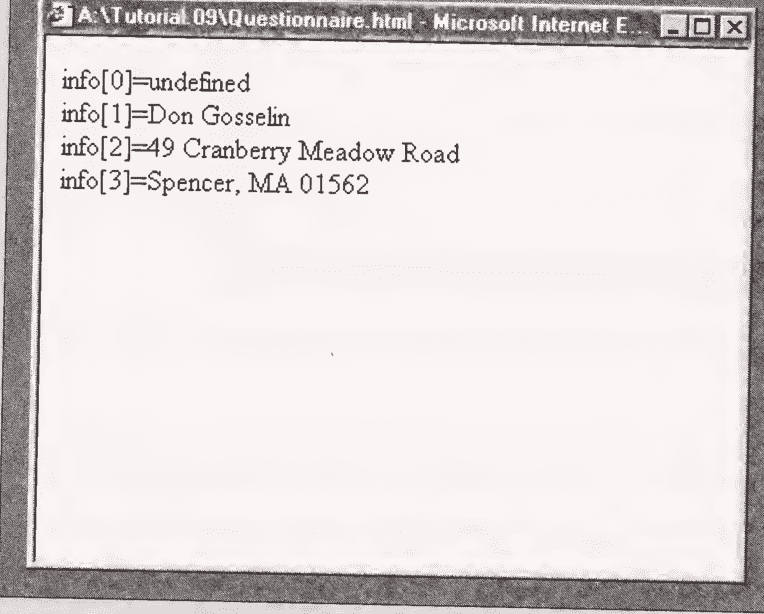 A:\Tutorial.09\Questionnaire.html - Microsoft Internet E...
info[0]=undefined
info[1]=Don Gosselin
info[2]=49 Cranberry Meadow Road
info[3]=Spencer, MA 01562